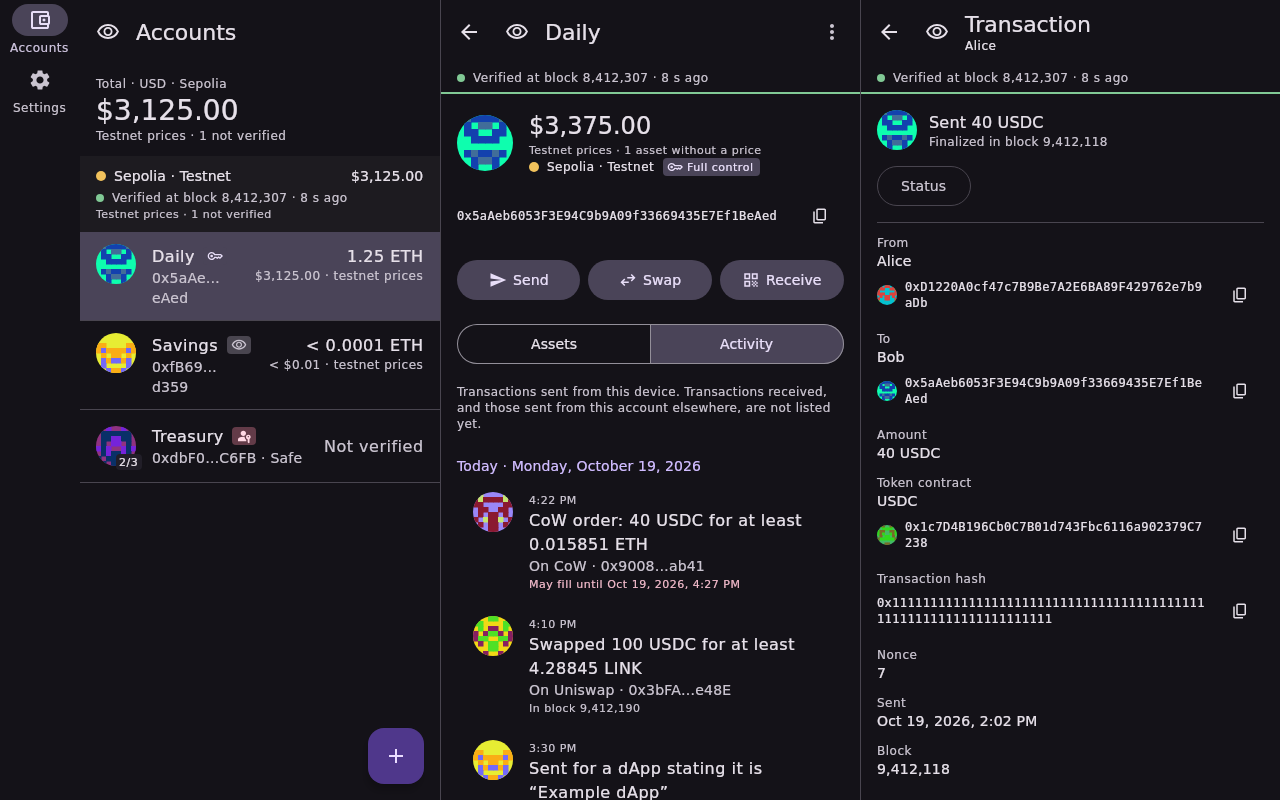 Accounts
Settings
Accounts
Total · USD · Sepolia
$3,125.00
Testnet prices · 1 not verified
Sepolia · Testnet
$3,125.00
Verified at block 8,412,307 · 8 s ago
Testnet prices · 1 not verified
Daily
1.25 ETH
0x5aAe...
eAed
$3,125.00 · testnet prices
Savings
< 0.0001 ETH
0xfB69...
d359
< $0.01 · testnet prices
Treasury
Not verified
0xdbF0...C6FB · Safe
2/3
Daily
Verified at block 8,412,307 · 8 s ago
$3,375.00
Testnet prices · 1 asset without a price
Sepolia · Testnet
Full control
0x5aAeb6053F3E94C9b9A09f33669435E7Ef1BeAed
Send
Swap
Receive
Assets
Activity
Transactions sent from this device. Transactions received,
and those sent from this account elsewhere, are not listed
yet.
Today · Monday, October 19, 2026
4:22 PM
CoW order: 40 USDC for at least
0.015851 ETH
On CoW · 0x9008...ab41
May fill until Oct 19, 2026, 4:27 PM
4:10 PM
Swapped 100 USDC for at least
4.28845 LINK
On Uniswap · 0x3bFA...e48E
In block 9,412,190
3:30 PM
Sent for a dApp stating it is
“Example dApp”
Transaction
Alice
Verified at block 8,412,307 · 8 s ago
Sent 40 USDC
Finalized in block 9,412,118
Status
From
Alice
0xD1220A0cf47c7B9Be7A2E6BA89F429762e7b9
aDb
To
Bob
0x5aAeb6053F3E94C9b9A09f33669435E7Ef1Be
Aed
Amount
40 USDC
Token contract
USDC
0x1c7D4B196Cb0C7B01d743Fbc6116a902379C7
238
Transaction hash
0x11111111111111111111111111111111111111111
11111111111111111111111
Nonce
7
Sent
Oct 19, 2026, 2:02 PM
Block
9,412,118